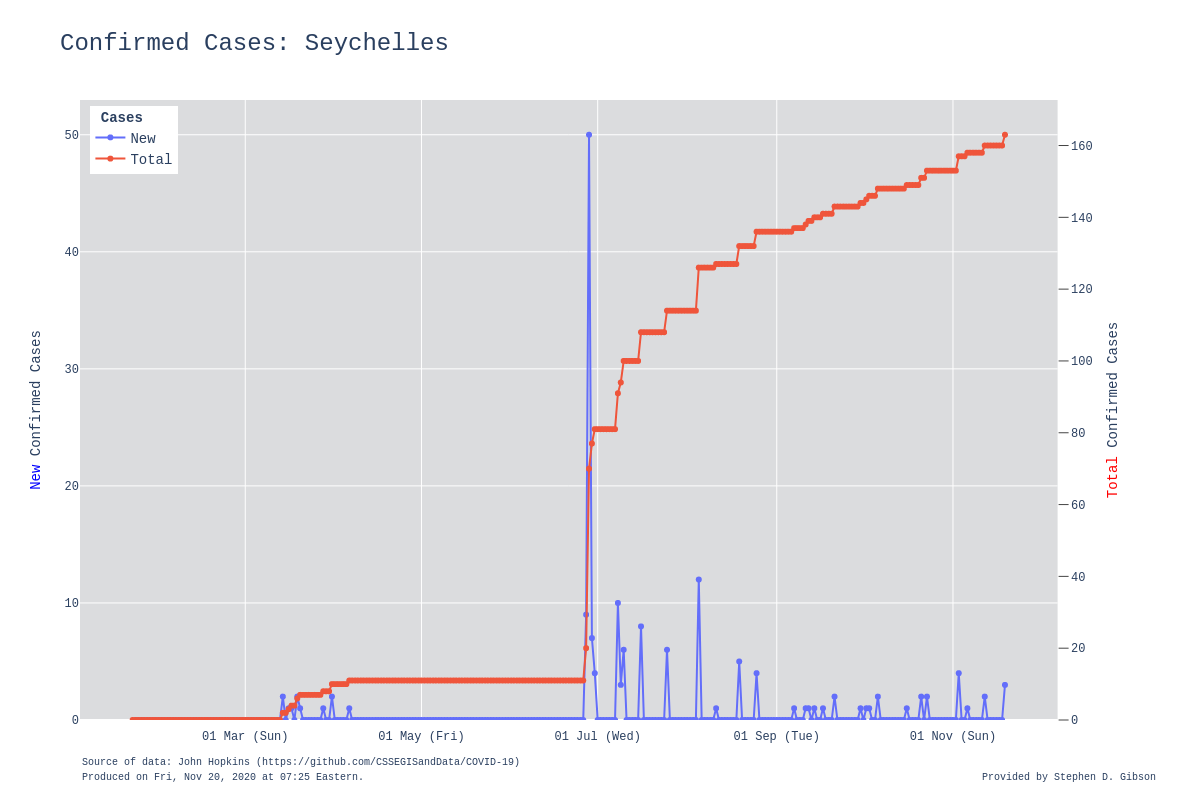 Confirmed Cases: Seychelles
Cases
New
Total
50
40
30
20
10
0
160
140
120
100
80
60
40
20
0
New Confirmed Cases
Total Confirmed Cases
01 Mar (Sun)
01 May (Fri)
01 Jul (Wed)
01 Sep (Tue)
01 Nov (Sun)
Source of data: John Hopkins (https://github.com/CSSEGISandData/COVID-19)
Produced on Fri, Nov 20, 2020 at 07:25 Eastern.
Provided by Stephen D. Gibson